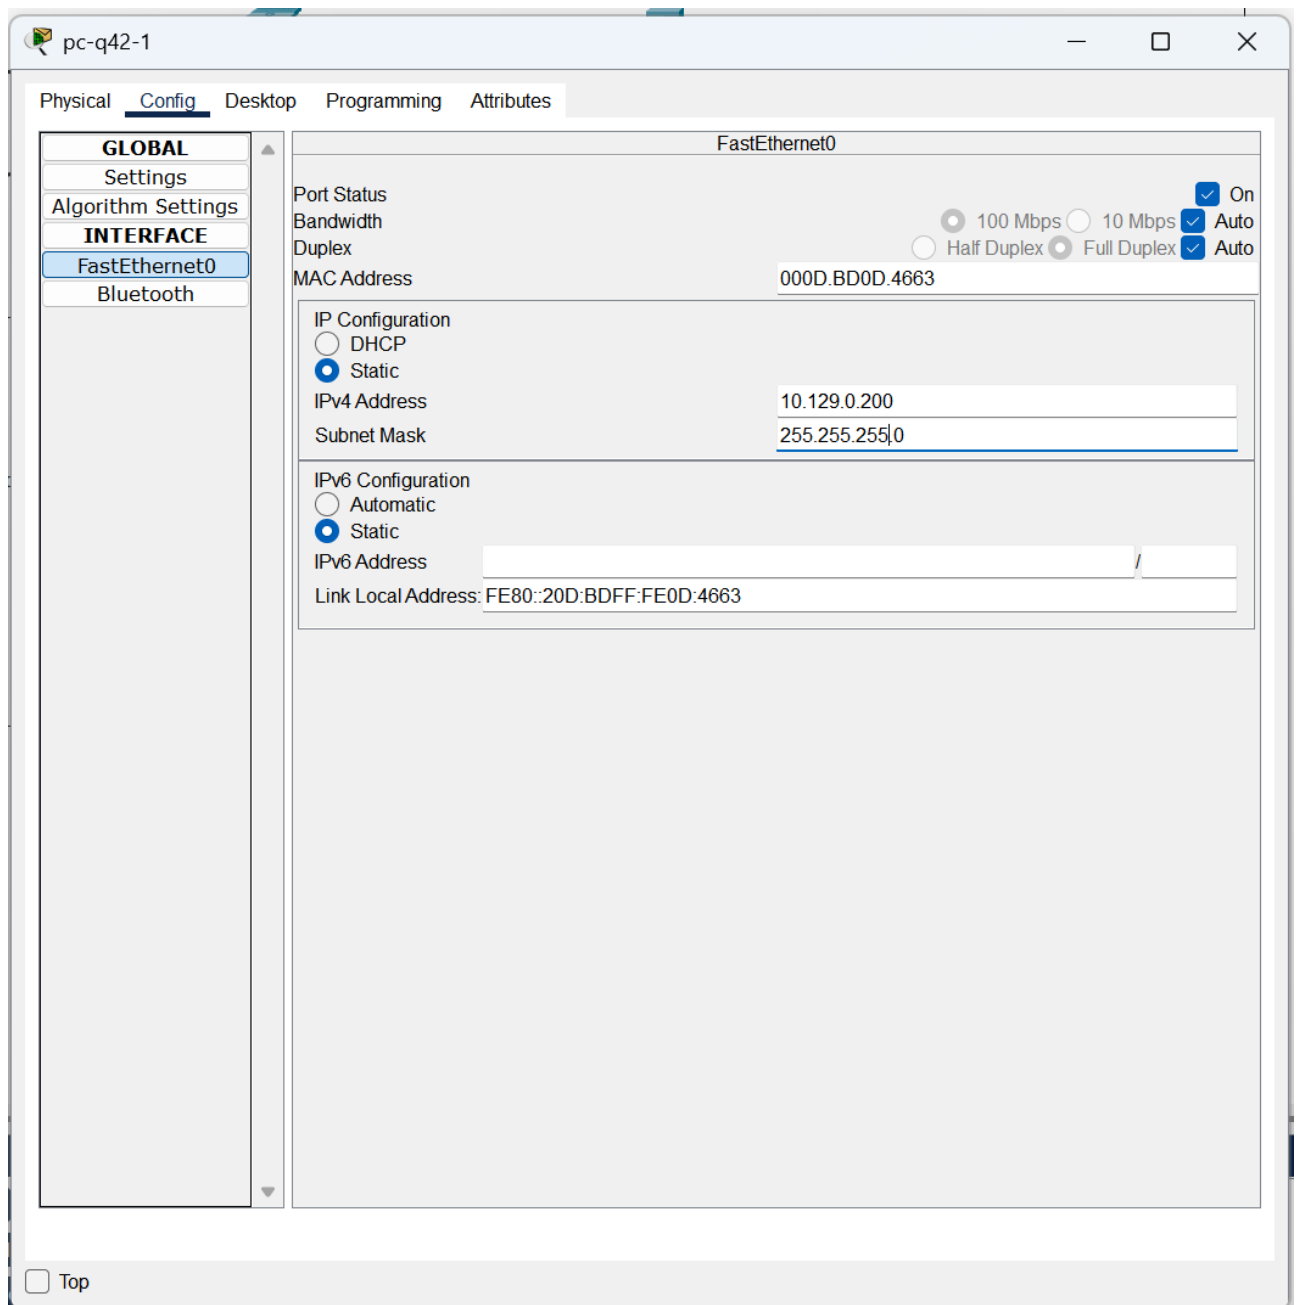 pc-q42-1
Physical Config Desktop Programming Attributes
GLOBAL
Settings
Algorithm Settings
INTERFACE
FastEthernet0
Bluetooth
FastEthernet0
Port Status On
Bandwidth 100 Mbps 10 Mbps Auto
Duplex Half Duplex Full Duplex Auto
MAC Address 000D.BD0D.4663
IP Configuration
DHCP
Static
IPv4 Address 10.129.0.200
Subnet Mask 255.255.255.0
IPv6 Configuration
Automatic
Static
IPv6 Address /
Link Local Address: FE80::20D:BDFF:FE0D:4663
Top